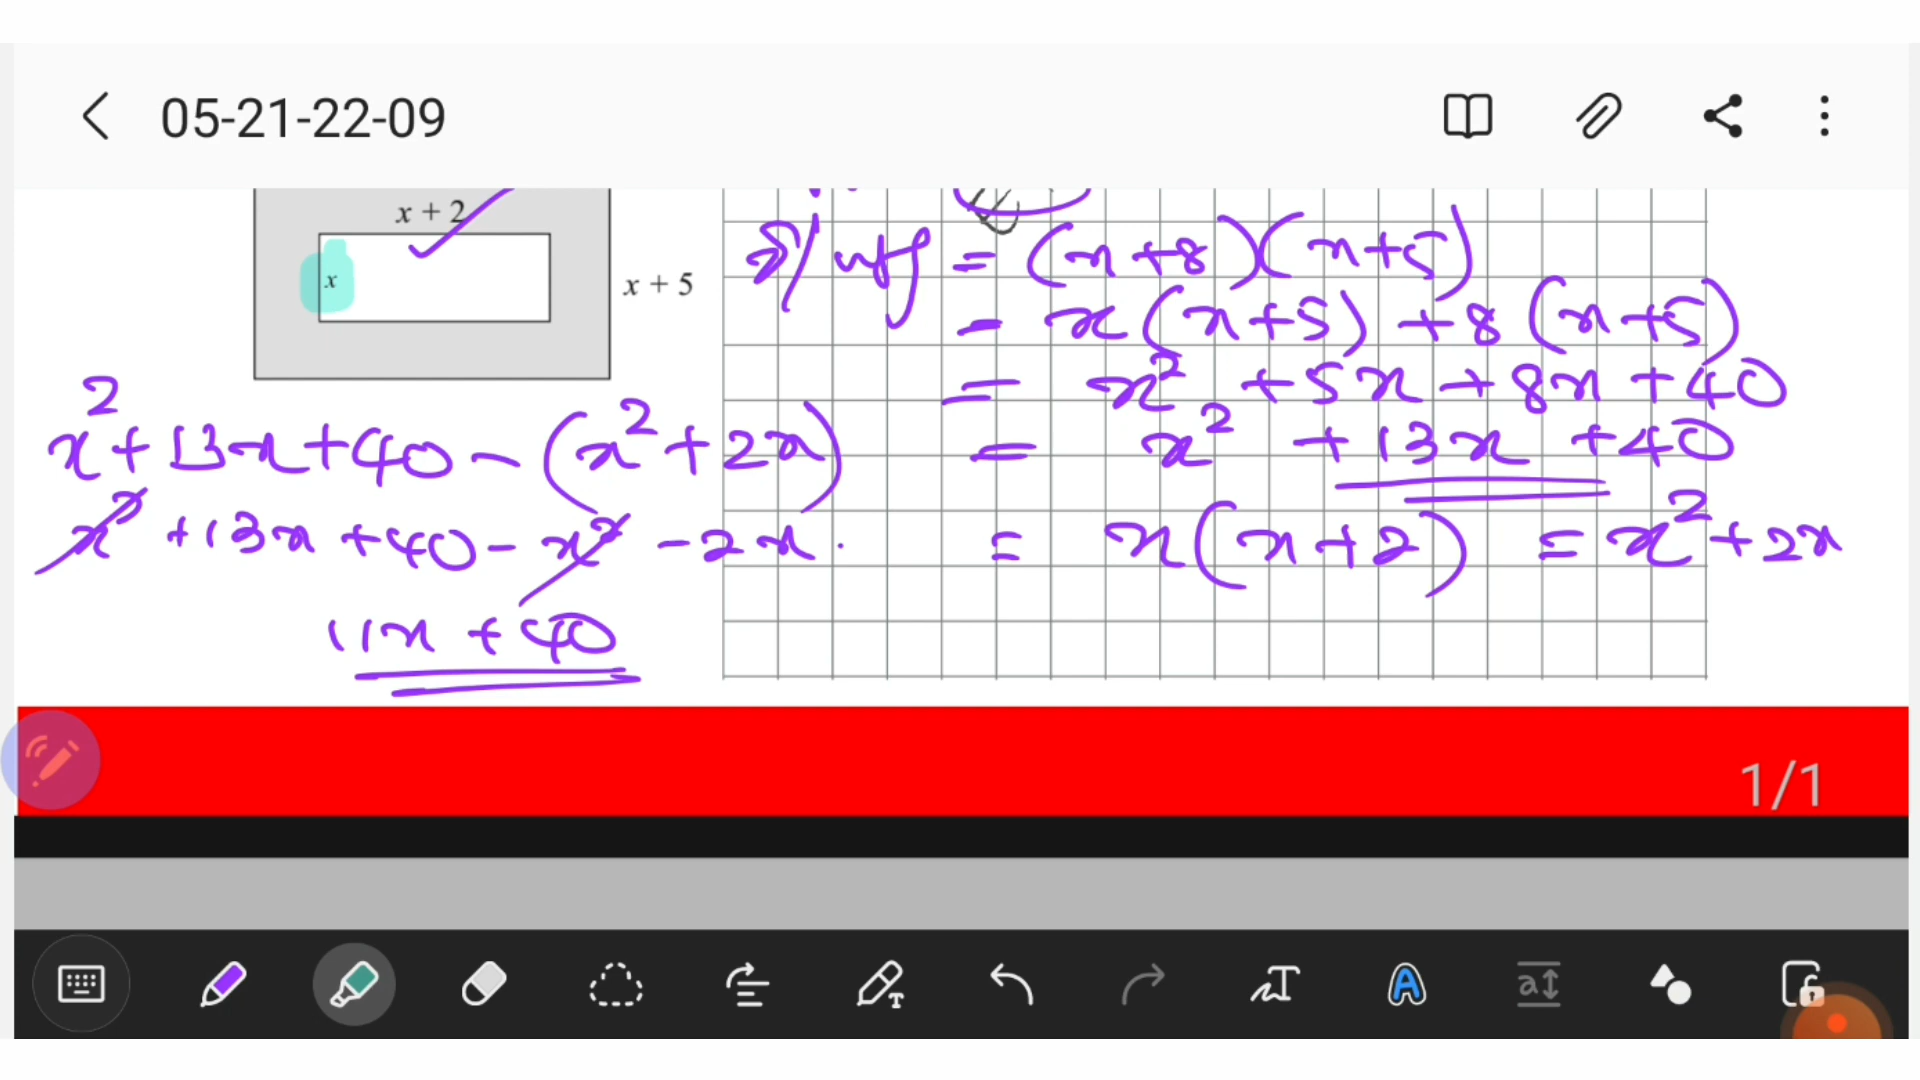 05-21-22-09
x + 2
x
x + 5
= (x+8)(x+5)
= x(x+5) +8(x+5)
= x² +5x+8x+40
= x² +13x +40
= x(x+2) = x²+2x
x²+13x+40-(x²+2x)
x² +13x +40- x² -2x.
11x + 40
1/1
T
T
A
a